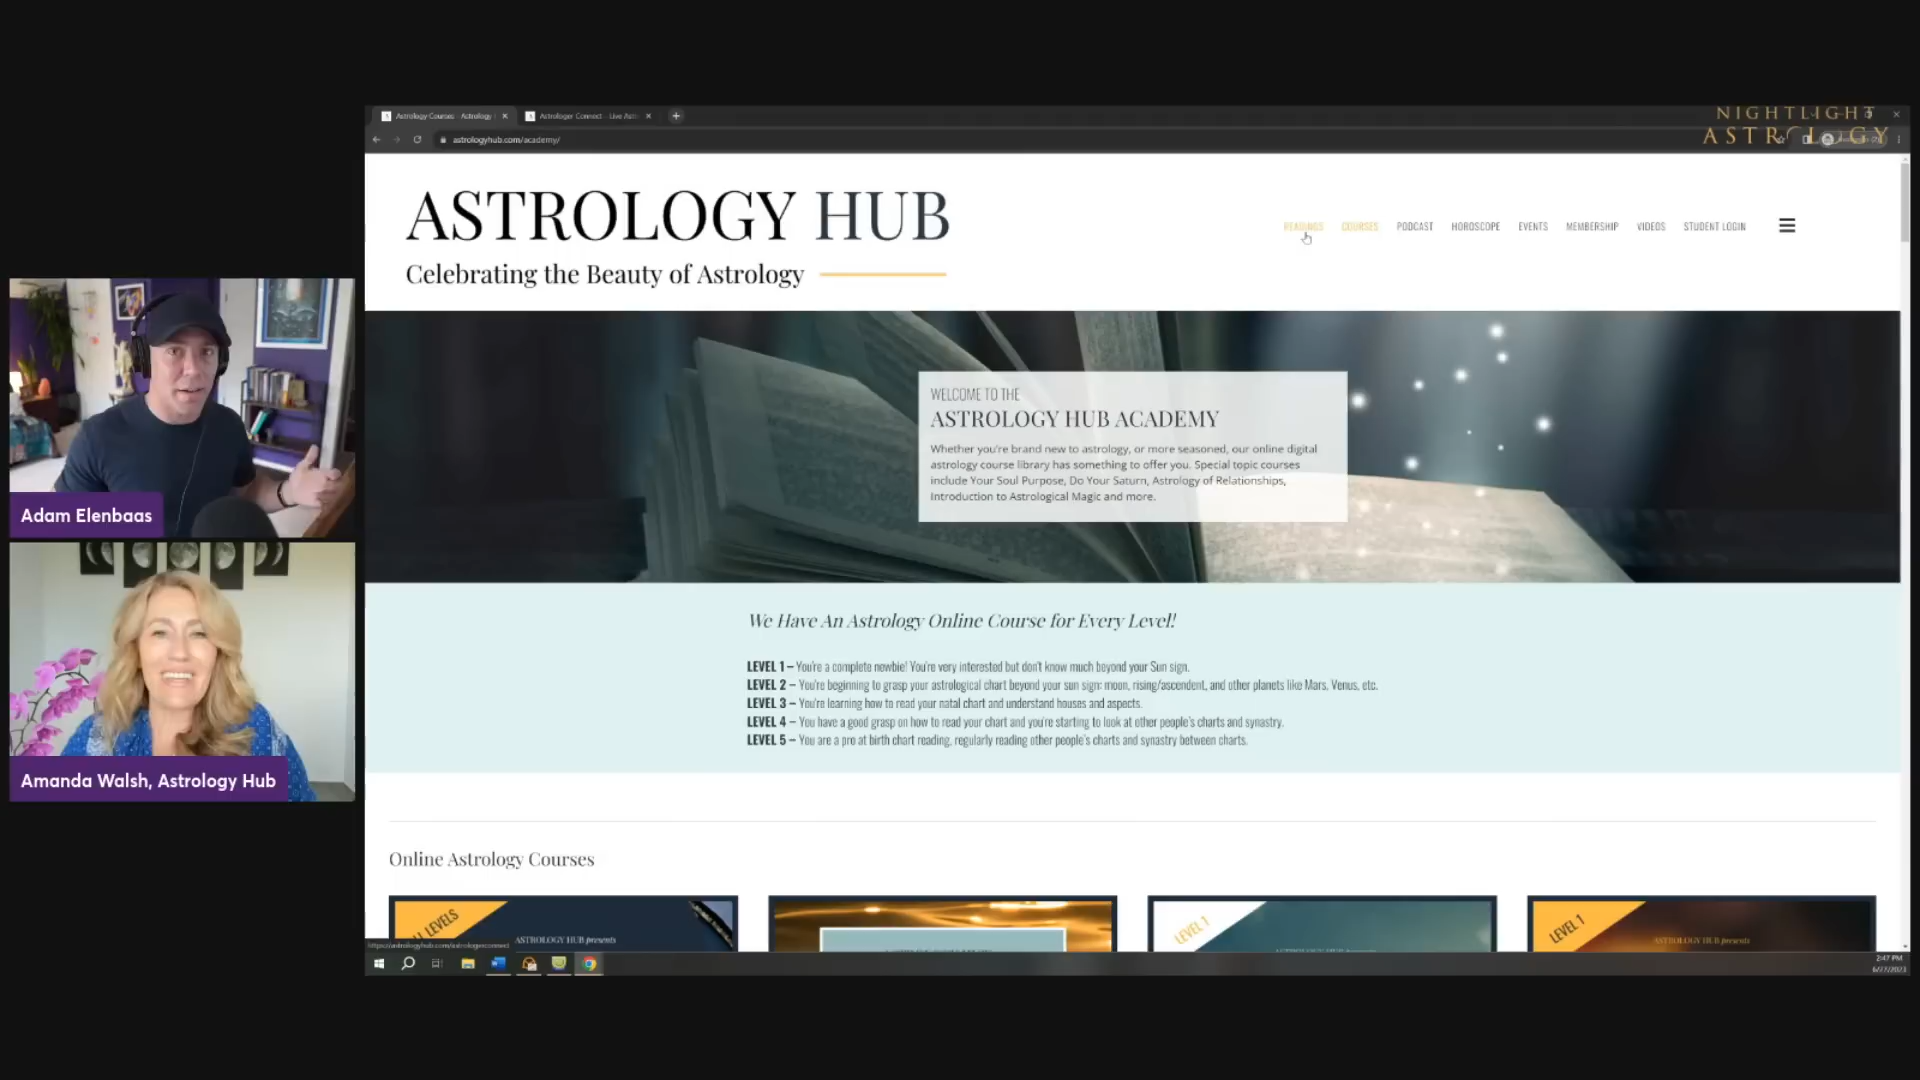 Astrology Courses - Astrology
Astrologer Connect - Live Astr
NIGHTLIGHT
ASTROLOGY
astrologyhub.com/academy/
ASTROLOGY HUB
Celebrating the Beauty of Astrology
READINGS COURSES PODCAST HOROSCOPE EVENTS MEMBERSHIP VIDEOS STUDENT LOGIN
WELCOME TO THE
ASTROLOGY HUB ACADEMY
Whether you're brand new to astrology, or more seasoned, our online digital
astrology course library has something to offer you. Special topic courses
include Your Soul Purpose, Do Your Saturn, Astrology of Relationships,
Introduction to Astrological Magic and more.
Adam Elenbaas
Amanda Walsh, Astrology Hub
We Have An Astrology Online Course for Every Level!
LEVEL 1 – You're a complete newbie! You're very interested but don't know much beyond your Sun sign.
LEVEL 2 – You're beginning to grasp your astrological chart beyond your sun sign: moon, rising/ascendent, and other planets like Mars, Venus, etc.
LEVEL 3 – You're learning how to read your natal chart and understand houses and aspects.
LEVEL 4 – You have a good grasp on how to read your chart and you're starting to look at other people's charts and synastry.
LEVEL 5 – You are a pro at birth chart reading, regularly reading other people's charts and synastry between charts.
Online Astrology Courses
LEVELS
ASTROLOGY HUB presents
LEVEL 1
LEVEL 1
ASTROLOGY HUB presents
https://astrologyhub.com/astrologerconnect
2:47 PM
6/27/2023